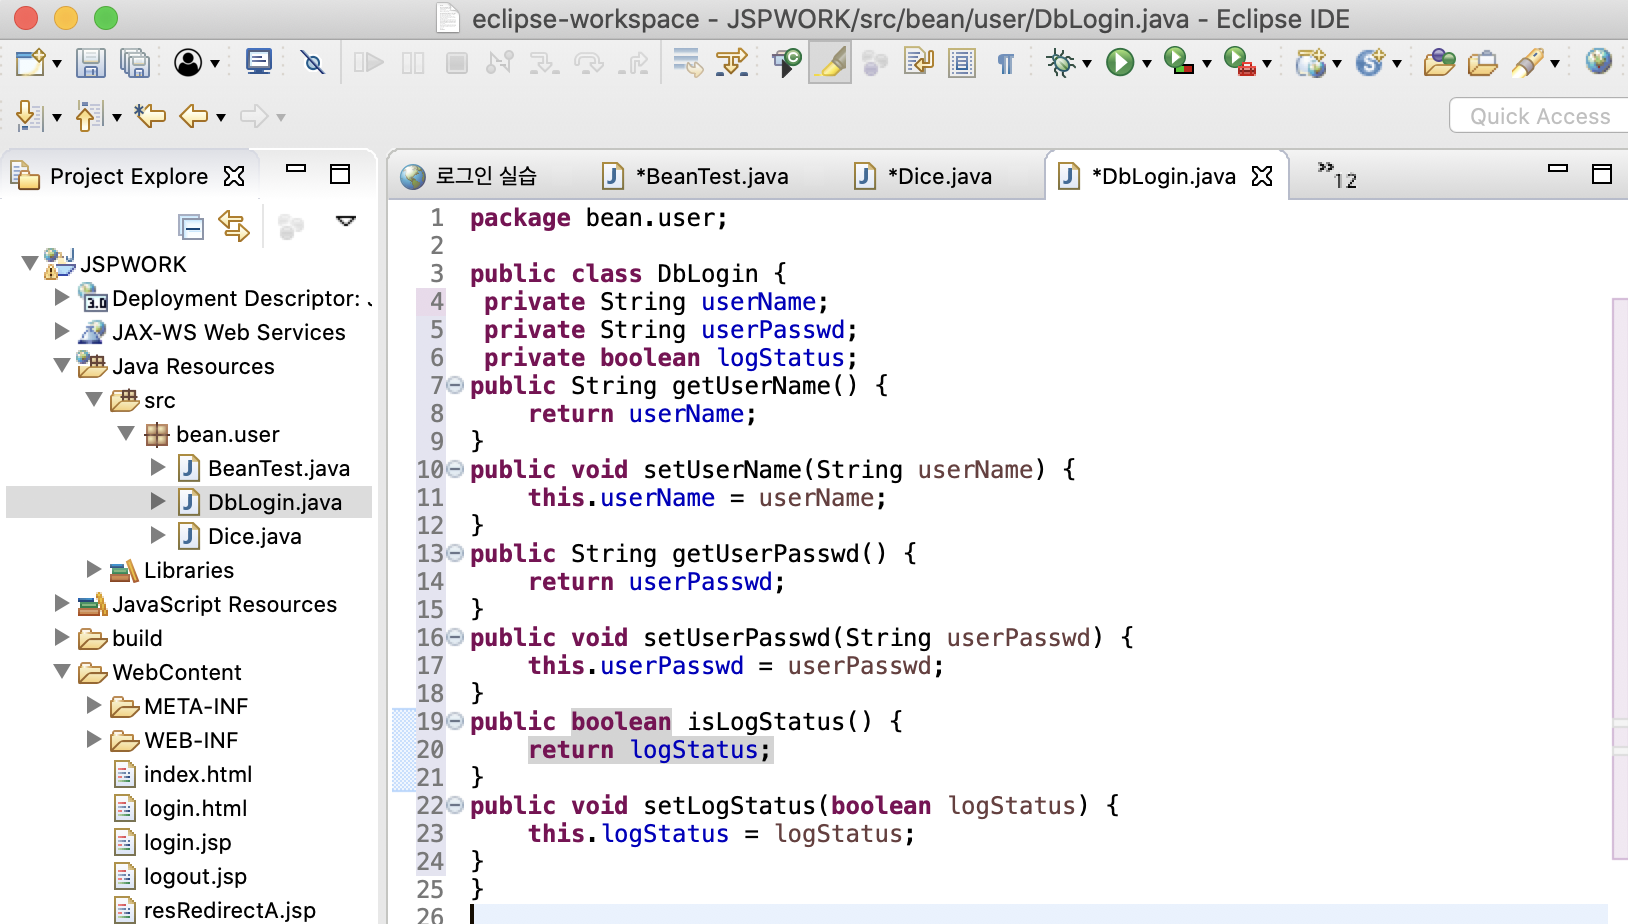 eclipse-workspace - JSPWORK/src/bean/user/DbLogin.java - Eclipse IDE
Quick Access
Project Explore
로그인 실습
*BeanTest.java
*Dice.java
*DbLogin.java
»12
JSPWORK
3.0 Deployment Descriptor: J
JAX-WS Web Services
Java Resources
src
bean.user
BeanTest.java
DbLogin.java
Dice.java
Libraries
JavaScript Resources
build
WebContent
META-INF
WEB-INF
index.html
login.html
login.jsp
logout.jsp
resRedirectA.jsp
1 package bean.user;
2
3 public class DbLogin {
4 private String userName;
5 private String userPasswd;
6 private boolean logStatus;
7 public String getUserName() {
8 return userName;
9 }
10 public void setUserName(String userName) {
11 this.userName = userName;
12 }
13 public String getUserPasswd() {
14 return userPasswd;
15 }
16 public void setUserPasswd(String userPasswd) {
17 this.userPasswd = userPasswd;
18 }
19 public boolean isLogStatus() {
20 return logStatus;
21 }
22 public void setLogStatus(boolean logStatus) {
23 this.logStatus = logStatus;
24 }
25 }
26